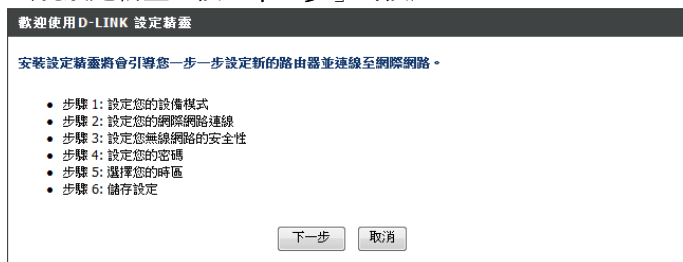 歡迎使用D-LINK 設定精靈
安裝設定精靈將會引導您一步一步設定新的路由器並連線至網際網路。
• 步驟 1: 設定您的設備模式
• 步驟 2: 設定您的網際網路連線
• 步驟 3: 設定您無線網路的安全性
• 步驟 4: 設定您的密碼
• 步驟 5: 選擇您的時區
• 步驟 6: 儲存設定
下一步 取消